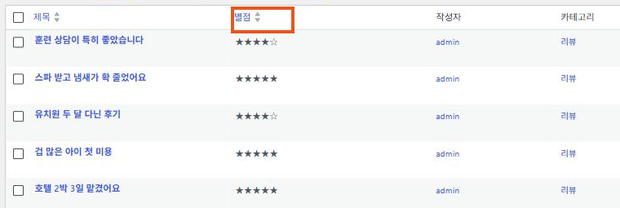 제목 별점 작성자 카테고리
훈련 상담이 특히 좋았습니다 ★★★★☆ admin 리뷰
스파 받고 냄새가 확 줄었어요 ★★★★★ admin 리뷰
유치원 두 달 다닌 후기 ★★★★☆ admin 리뷰
겁 많은 아이 첫 미용 ★★★★★ admin 리뷰
호텔 2박 3일 맡겼어요 ★★★★★ admin 리뷰